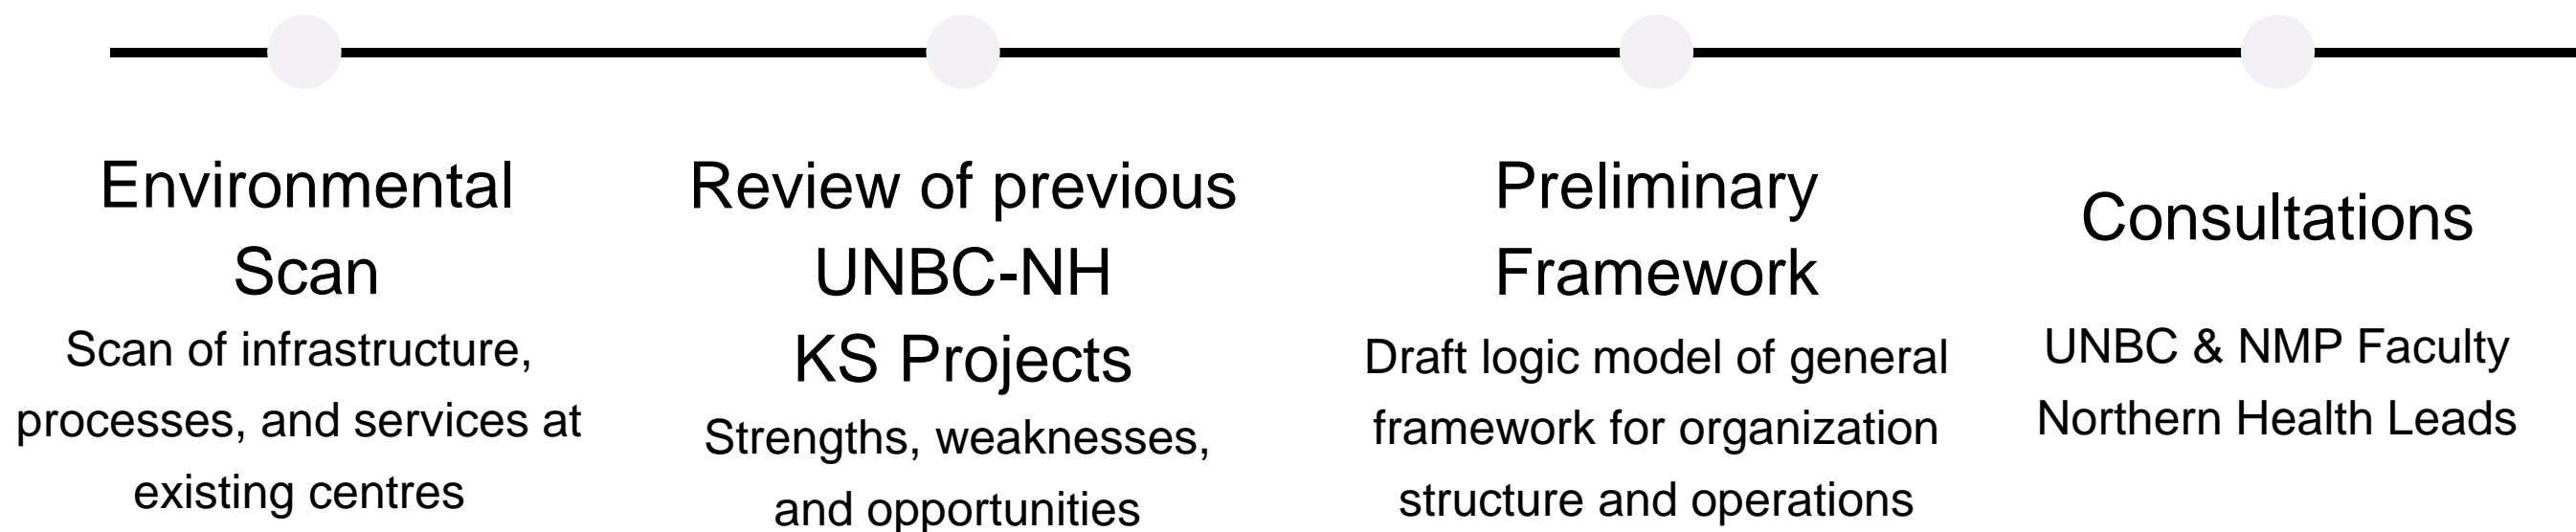 Environmental
Scan
Scan of infrastructure,
processes, and services at
existing centres
Review of previous
UNBC-NH
KS Projects
Strengths, weaknesses,
and opportunities
Preliminary
Framework
Draft logic model of general
framework for organization
structure and operations
Consultations
UNBC & NMP Faculty
Northern Health Leads